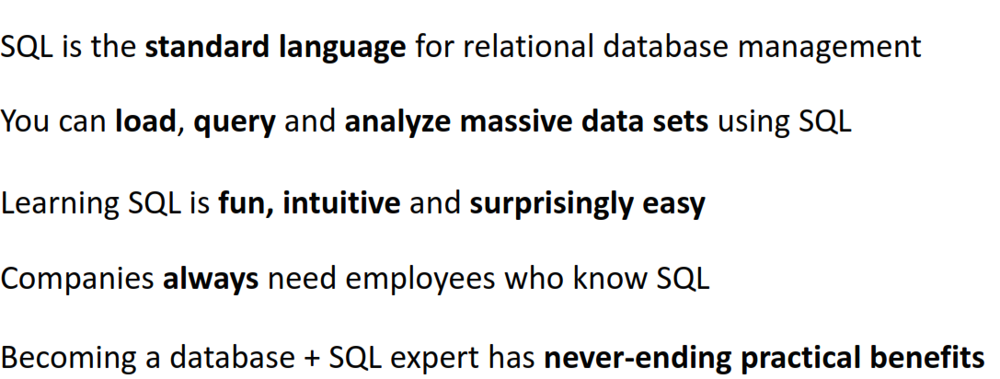 SQL is the standard language for relational database management
You can load, query and analyze massive data sets using SQL
Learning SQL is fun, intuitive and surprisingly easy
Companies always need employees who know SQL
Becoming a database + SQL expert has never-ending practical benefits